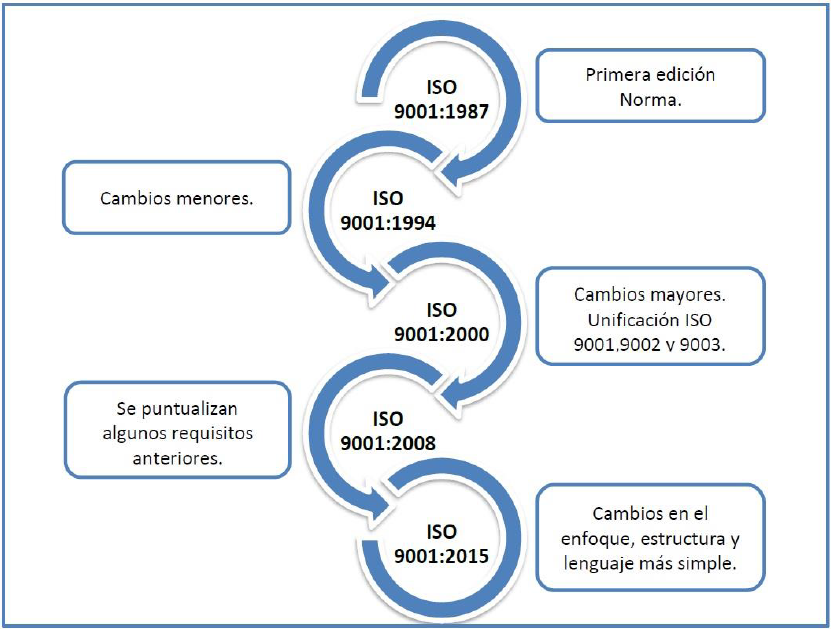 ISO
9001:1987
Primera edición
Norma.
Cambios menores.
ISO
9001:1994
ISO
9001:2000
Cambios mayores.
Unificación ISO
9001,9002 y 9003.
Se puntualizan
algunos requisitos
anteriores.
ISO
9001:2008
ISO
9001:2015
Cambios en el
enfoque, estructura y
lenguaje más simple.